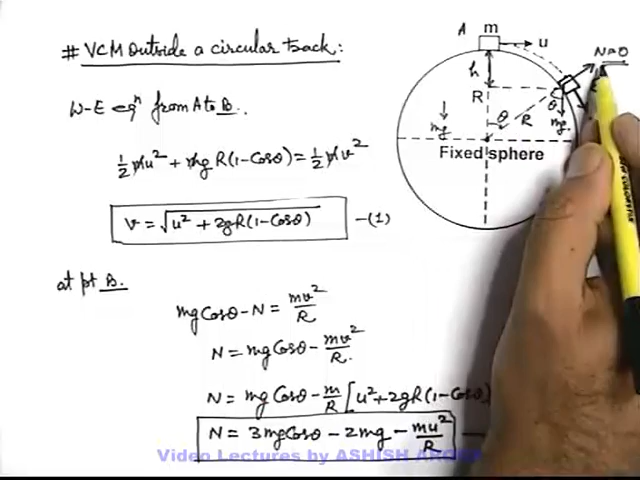 # VCM Outside a circular track:
A m u
h
R
θ R
N=0
θ
mg
mg
Fixed sphere
W-E eqⁿ from A to B.
½mu² + mgR(1-Cosθ) = ½mv²
v = √u² + 2gR(1-Cosθ) —(1)
at pt B.
mgCosθ - N = mv²/R
N = mgCosθ - mv²/R.
N = mgCosθ - m/R [u²+2gR(1-Cosθ)
N = 3mgCosθ - 2mg - mu²/R
Video Lectures by ASHISH